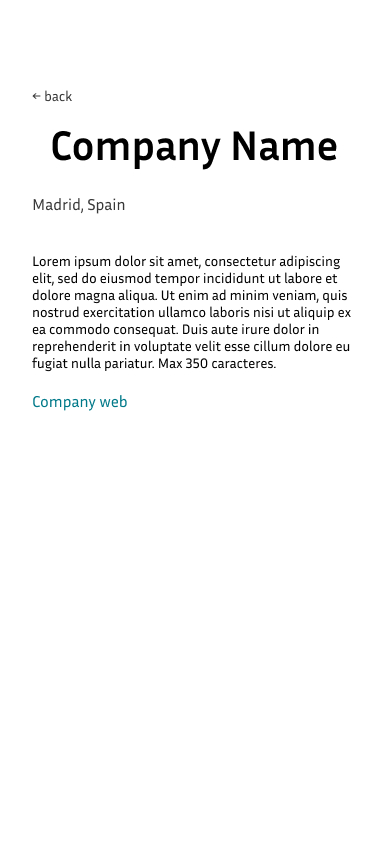 ← back
Company Name
Madrid, Spain
Lorem ipsum dolor sit amet, consectetur adipiscing
elit, sed do eiusmod tempor incididunt ut labore et
dolore magna aliqua. Ut enim ad minim veniam, quis
nostrud exercitation ullamco laboris nisi ut aliquip ex
ea commodo consequat. Duis aute irure dolor in
reprehenderit in voluptate velit esse cillum dolore eu
fugiat nulla pariatur. Max 350 caracteres.
Company web